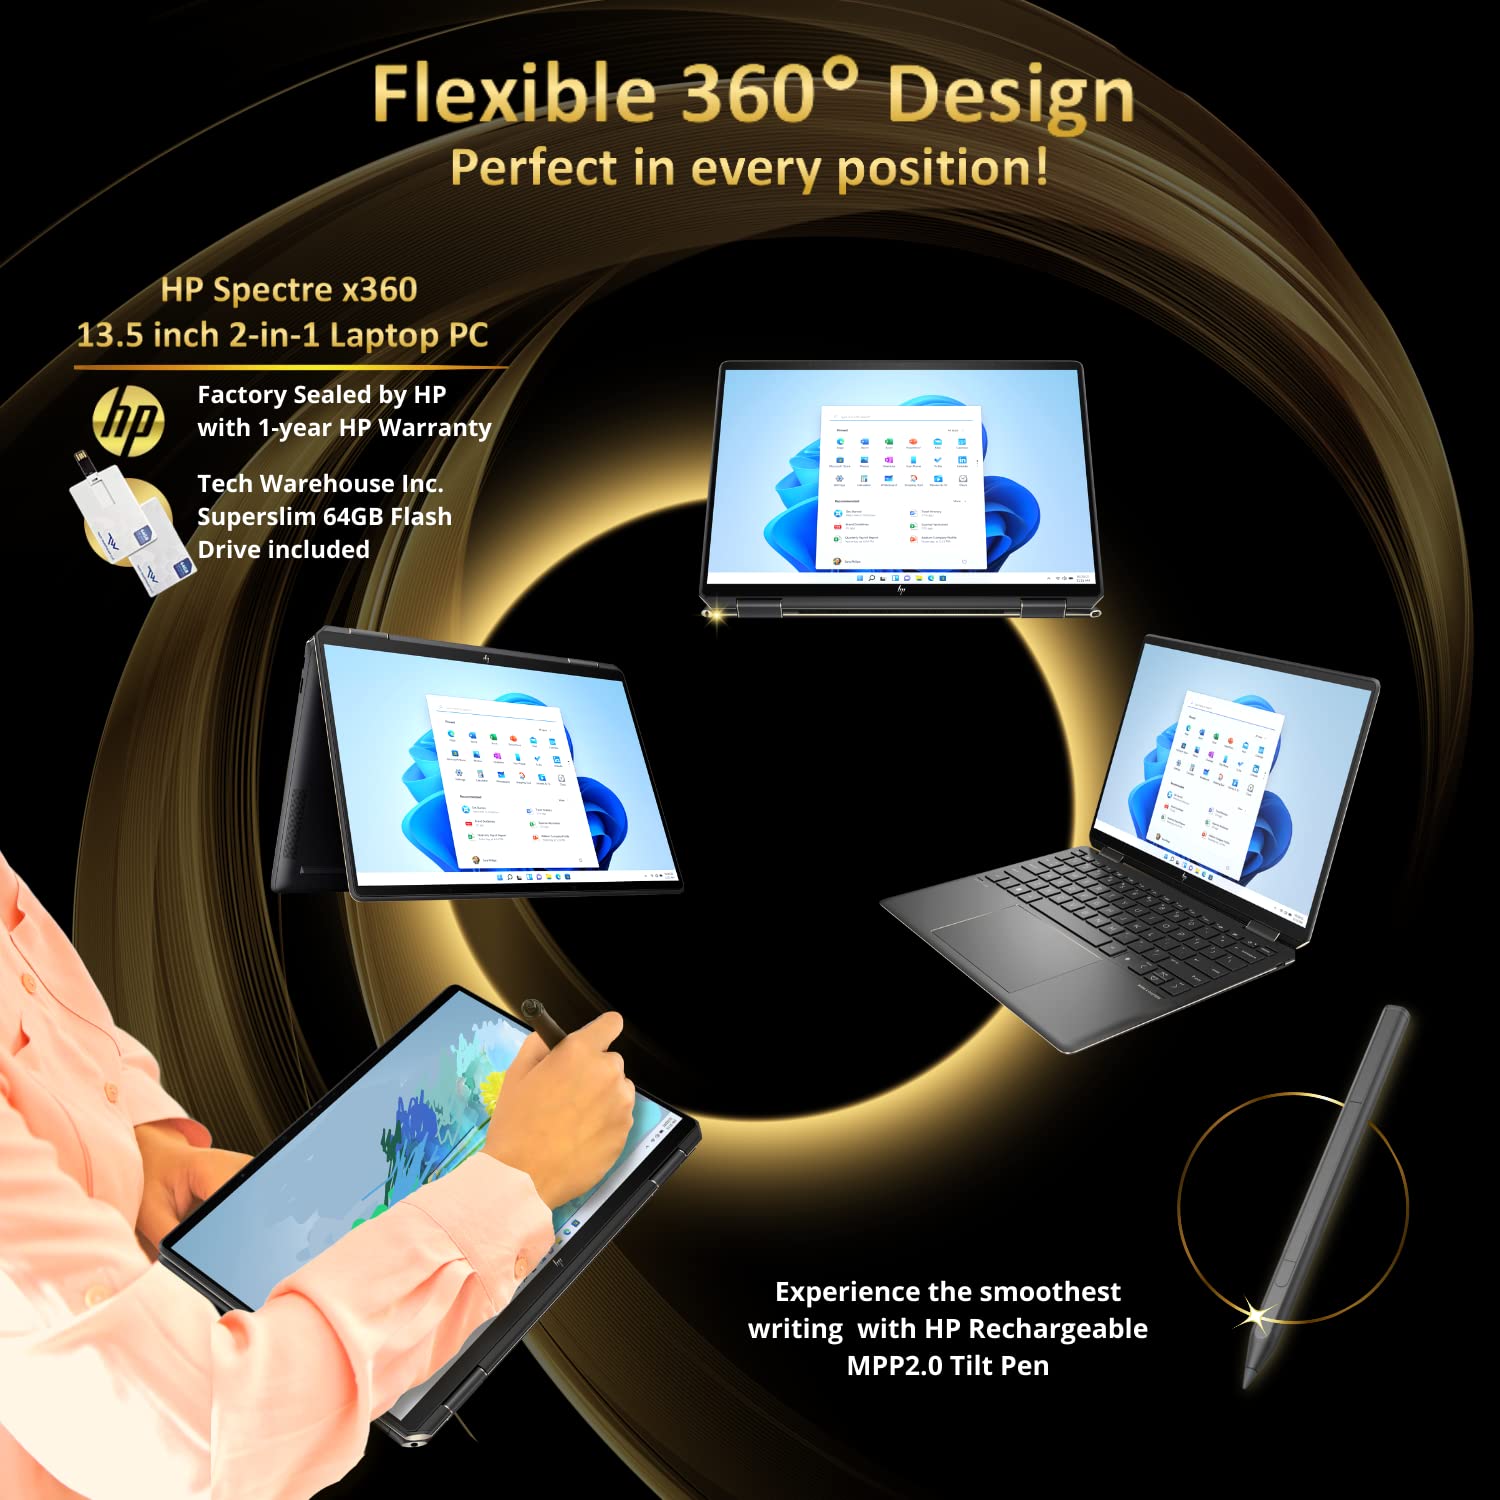 Flexible 360° Design
Perfect in every position!
HP Spectre x360
13.5 inch 2-in-1 Laptop PC
hp
Factory Sealed by HP
with 1-year HP Warranty
Tech Warehouse Inc.
Superslim 64GB Flash
Drive included
Experience the smoothest
writing with HP Rechargeable
MPP2.0 Tilt Pen